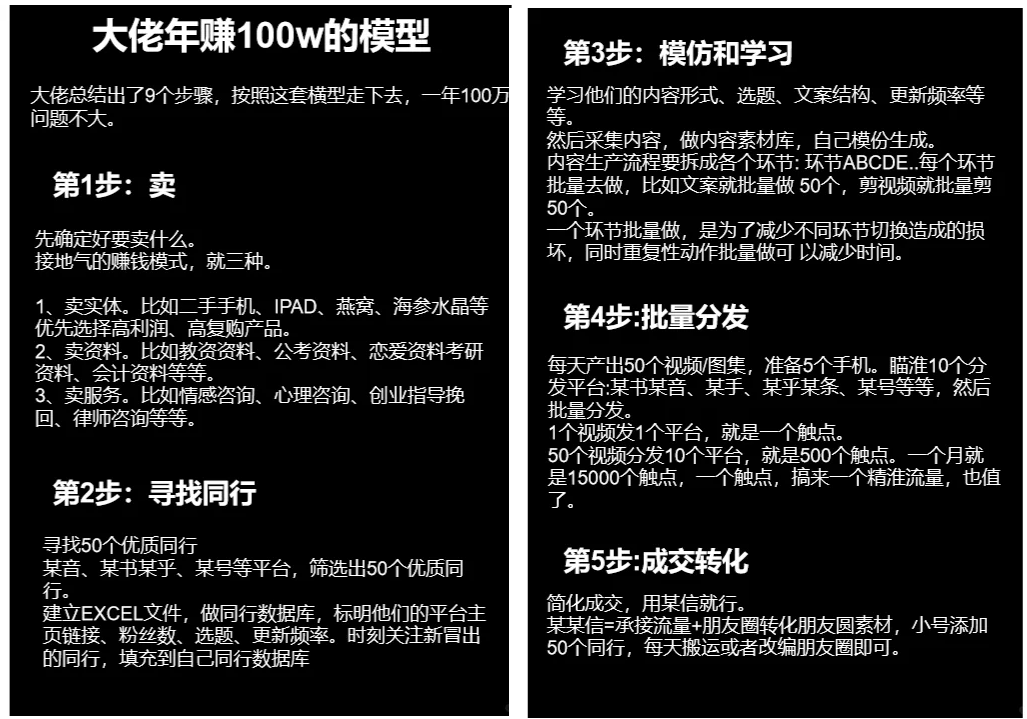 大佬年赚100w的模型
大佬总结出了9个步骤，按照这套模型走下去，一年100万
问题不大。
第1步：卖
先确定好要卖什么。
接地气的赚钱模式，就三种。
1、卖实体。比如二手手机、IPAD、燕窝、海参水晶等
优先选择高利润、高复购产品。
2、卖资料。比如教资资料、公考资料、恋爱资料考研
资料、会计资料等等。
3、卖服务。比如情感咨询、心理咨询、创业指导挽
回、律师咨询等等。
第2步：寻找同行
寻找50个优质同行
某音、某书某乎、某号等平台，筛选出50个优质同
行。
建立EXCEL文件，做同行数据库，标明他们的平台主
页链接、粉丝数、选题、更新频率。时刻关注新冒出
的同行，填充到自己同行数据库
第3步：模仿和学习
学习他们的内容形式、选题、文案结构、更新频率等
等。
然后采集内容，做内容素材库，自己模份生成。
内容生产流程要拆成各个环节: 环节ABCDE..每个环节
批量去做，比如文案就批量做 50个，剪视频就批量剪
50个。
一个环节批量做，是为了减少不同环节切换造成的损
坏，同时重复性动作批量做可 以减少时间。
第4步:批量分发
每天产出50个视频/图集，准备5个手机。瞄淮10个分
发平台:某书某音、某手、某乎某条、某号等等，然后
批量分发。
1个视频发1个平台，就是一个触点。
50个视频分发10个平台，就是500个触点。一个月就
是15000个触点，一个触点，搞来一个精淮流量，也值
了。
第5步:成交转化
简化成交，用某信就行。
某某信=承接流量+朋友圈转化朋友圆素材，小号添加
50个同行，每天搬运或者改编朋友圈即可。